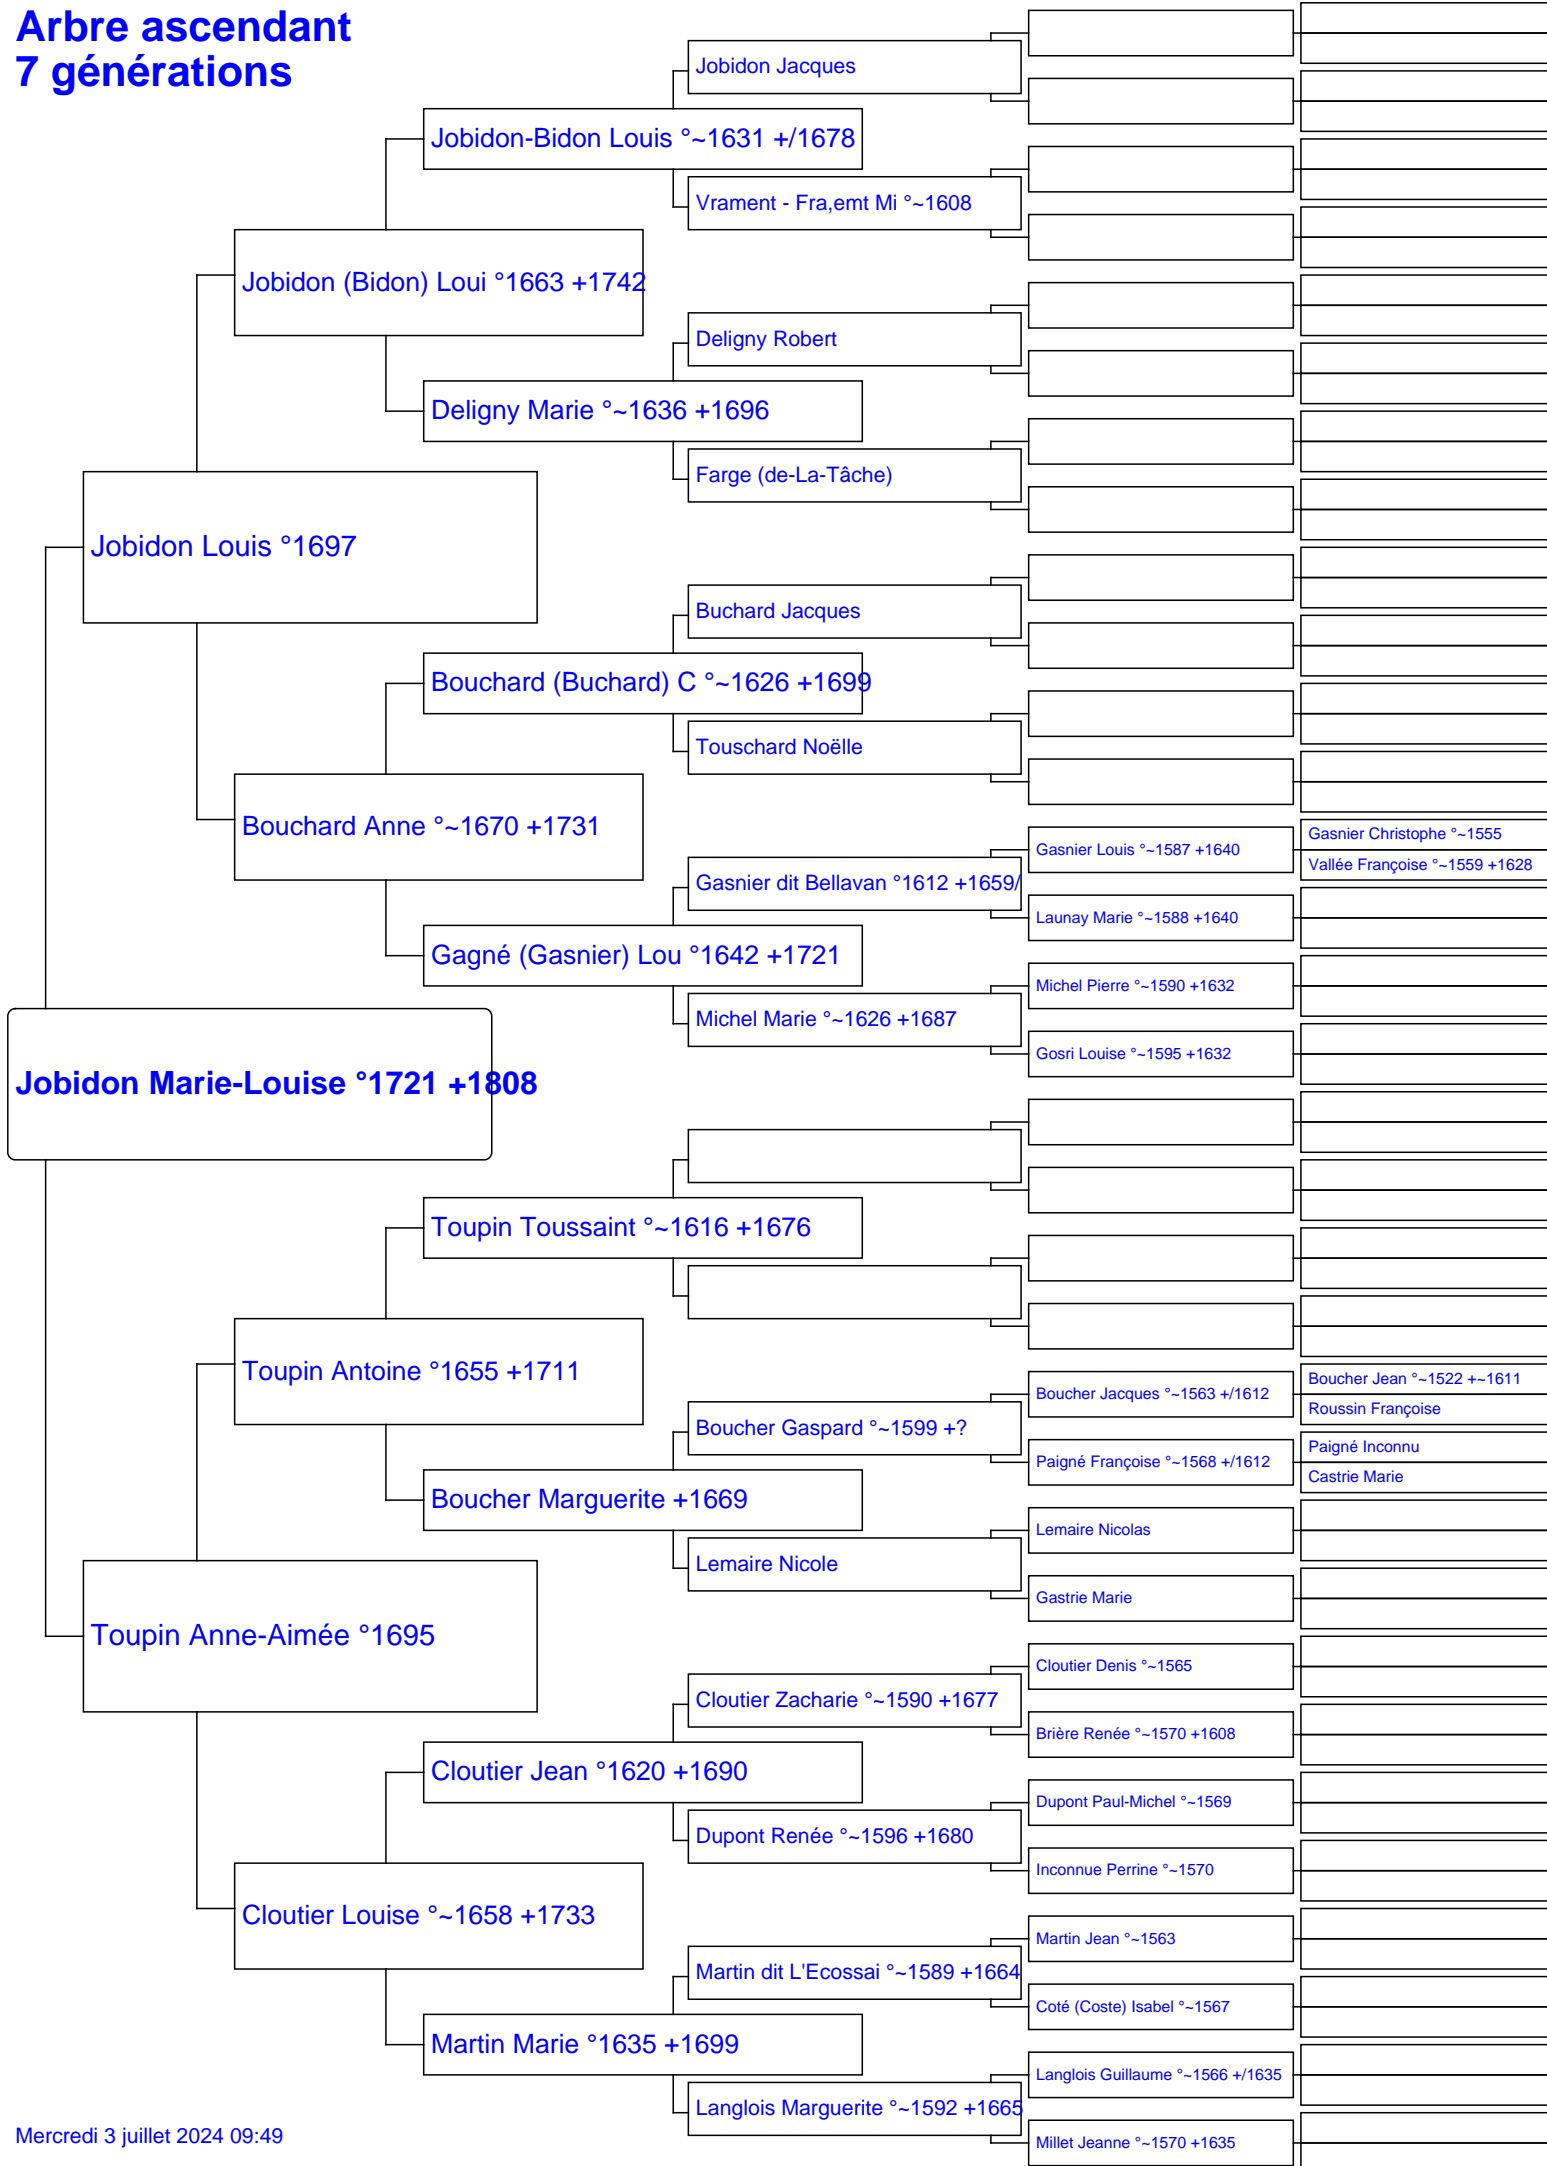 Arbre ascendant
7 générations
Jobidon Jacques
Jobidon-Bidon Louis °~1631 +/1678
Vrament - Fra,emt Mi °~1608
Jobidon (Bidon) Loui °1663 +1742
Deligny Robert
Deligny Marie °~1636 +1696
Farge (de-La-Tâche)
Jobidon Louis °1697
Buchard Jacques
Bouchard (Buchard) C °~1626 +1699
Touschard Noëlle
Bouchard Anne °~1670 +1731
Gasnier Christophe °~1555
Gasnier Louis °~1587 +1640
Vallée Françoise °~1559 +1628
Gasnier dit Bellavan °1612 +1659/
Launay Marie °~1588 +1640
Gagné (Gasnier) Lou °1642 +1721
Michel Pierre °~1590 +1632
Michel Marie °~1626 +1687
Gosri Louise °~1595 +1632
Jobidon Marie-Louise °1721 +1808
Toupin Toussaint °~1616 +1676
Toupin Antoine °1655 +1711
Boucher Jean °~1522 +~1611
Boucher Jacques °~1563 +/1612
Roussin Françoise
Boucher Gaspard °~1599 +?
Paigné Inconnu
Paigné Françoise °~1568 +/1612
Castrie Marie
Boucher Marguerite +1669
Lemaire Nicolas
Lemaire Nicole
Gastrie Marie
Toupin Anne-Aimée °1695
Cloutier Denis °~1565
Cloutier Zacharie °~1590 +1677
Brière Renée °~1570 +1608
Cloutier Jean °1620 +1690
Dupont Paul-Michel °~1569
Dupont Renée °~1596 +1680
Inconnue Perrine °~1570
Cloutier Louise °~1658 +1733
Martin Jean °~1563
Martin dit L'Ecossai °~1589 +1664
Coté (Coste) Isabel °~1567
Martin Marie °1635 +1699
Langlois Guillaume °~1566 +/1635
Langlois Marguerite °~1592 +1665
Millet Jeanne °~1570 +1635
Mercredi 3 juillet 2024 09:49